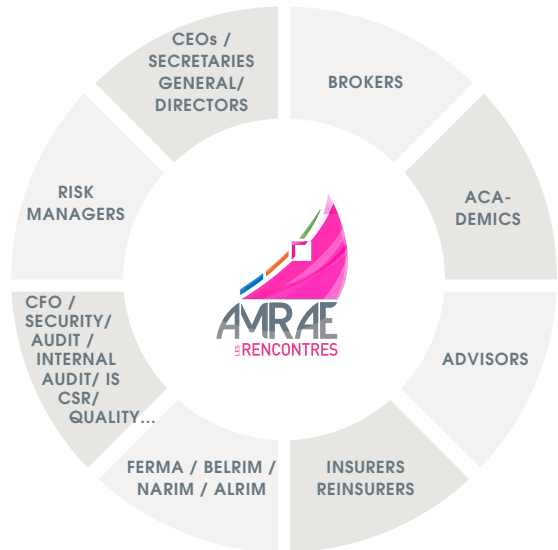 CEOs /
SECRETARIES
GENERAL/
DIRECTORS
BROKERS
ACA-
DEMICS
ADVISORS
INSURERS
REINSURERS
FERMA / BELRIM /
NARIM / ALRIM
CFO /
SECURITY/
AUDIT /
INTERNAL
AUDIT/ IS
CSR/
QUALITY...
RISK
MANAGERS
AMRAE
LES RENCONTRES